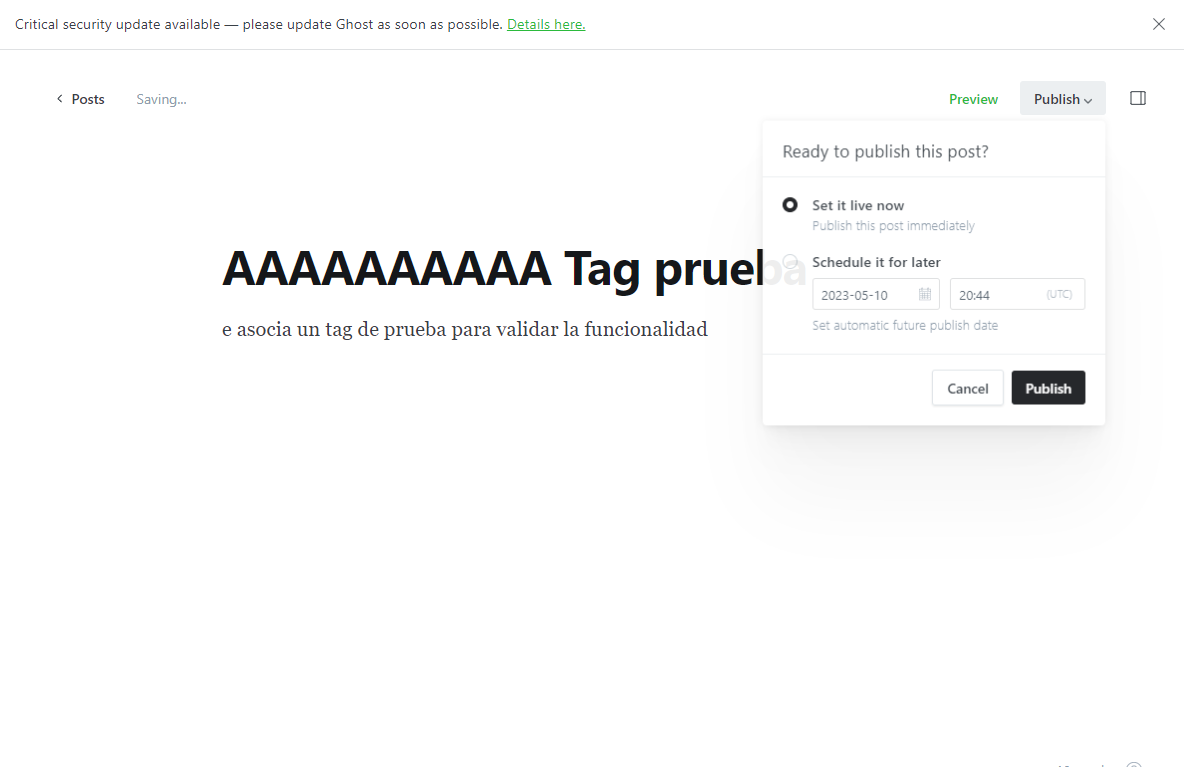 Critical security update available — please update Ghost as soon as possible. Details here.
Posts Saving... Preview Publish
Ready to publish this post?
Set it live now
Publish this post immediately
AAAAAAAAAA Tag prueba
Schedule it for later
2023-05-10 20:44 (UTC)
Set automatic future publish date
e asocia un tag de prueba para validar la funcionalidad
Cancel Publish